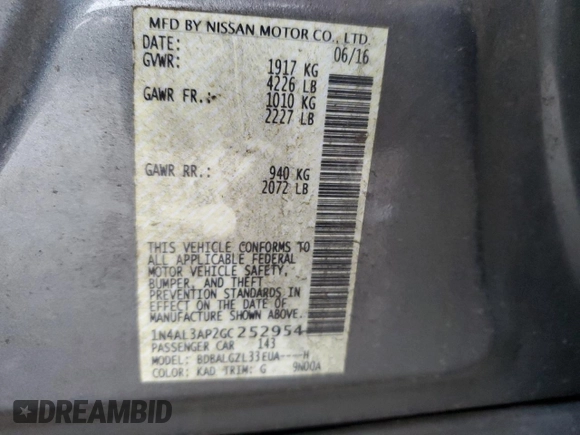 MFD BY NISSAN MOTOR CO., LTD.
DATE: 06/16
GVWR: 1917 KG
4226 LB
GAWR FR.: 1010 KG
2227 LB
GAWR RR.: 940 KG
2072 LB
THIS VEHICLE CONFORMS TO
ALL APPLICABLE FEDERAL
MOTOR VEHICLE SAFETY,
BUMPER, AND THEFT
PREVENTION STANDARDS IN
EFFECT ON THE DATE OF
MANUFACTURE SHOWN ABOVE.
1N4AL3AP2GC252954
PASSENGER CAR 143
MODEL: BDBALGZL33EUA----H
COLOR: KAD TRIM: G 9N00A
DREAMBID